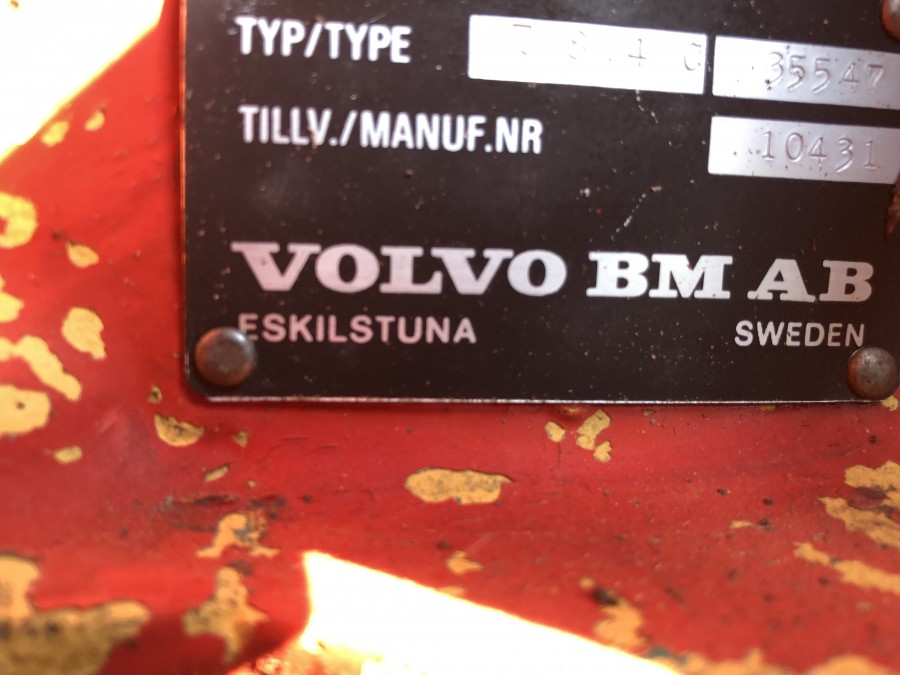 TYP/TYPE 35547
TILLV./MANUF.NR 10431
VOLVO BM AB
ESKILSTUNA SWEDEN